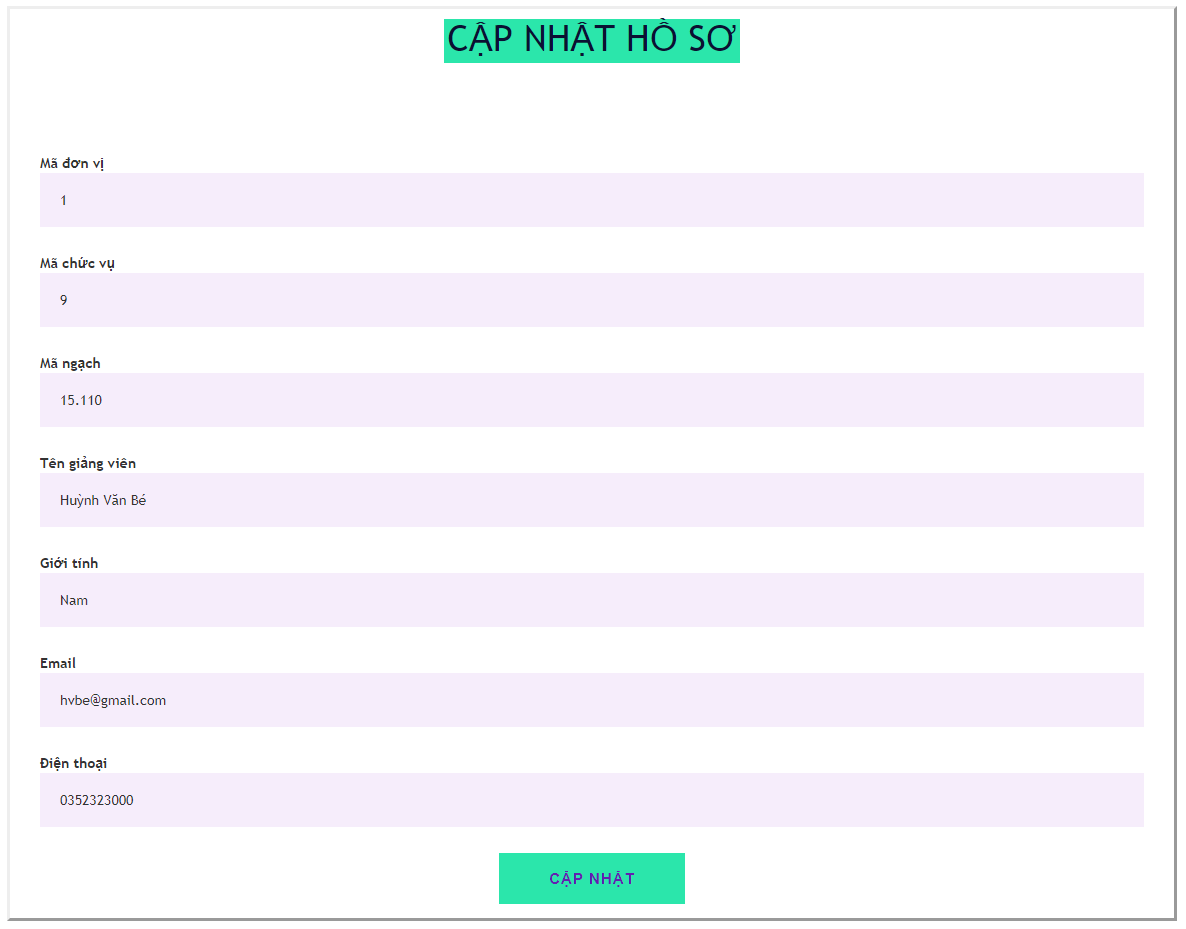 CẬP NHẬT HỒ SƠ
Mã đơn vị
1
Mã chức vụ
9
Mã ngạch
15.110
Tên giảng viên
Huỳnh Văn Bé
Giới tính
Nam
Email
hvbe@gmail.com
Điện thoại
0352323000
CẬP NHẬT